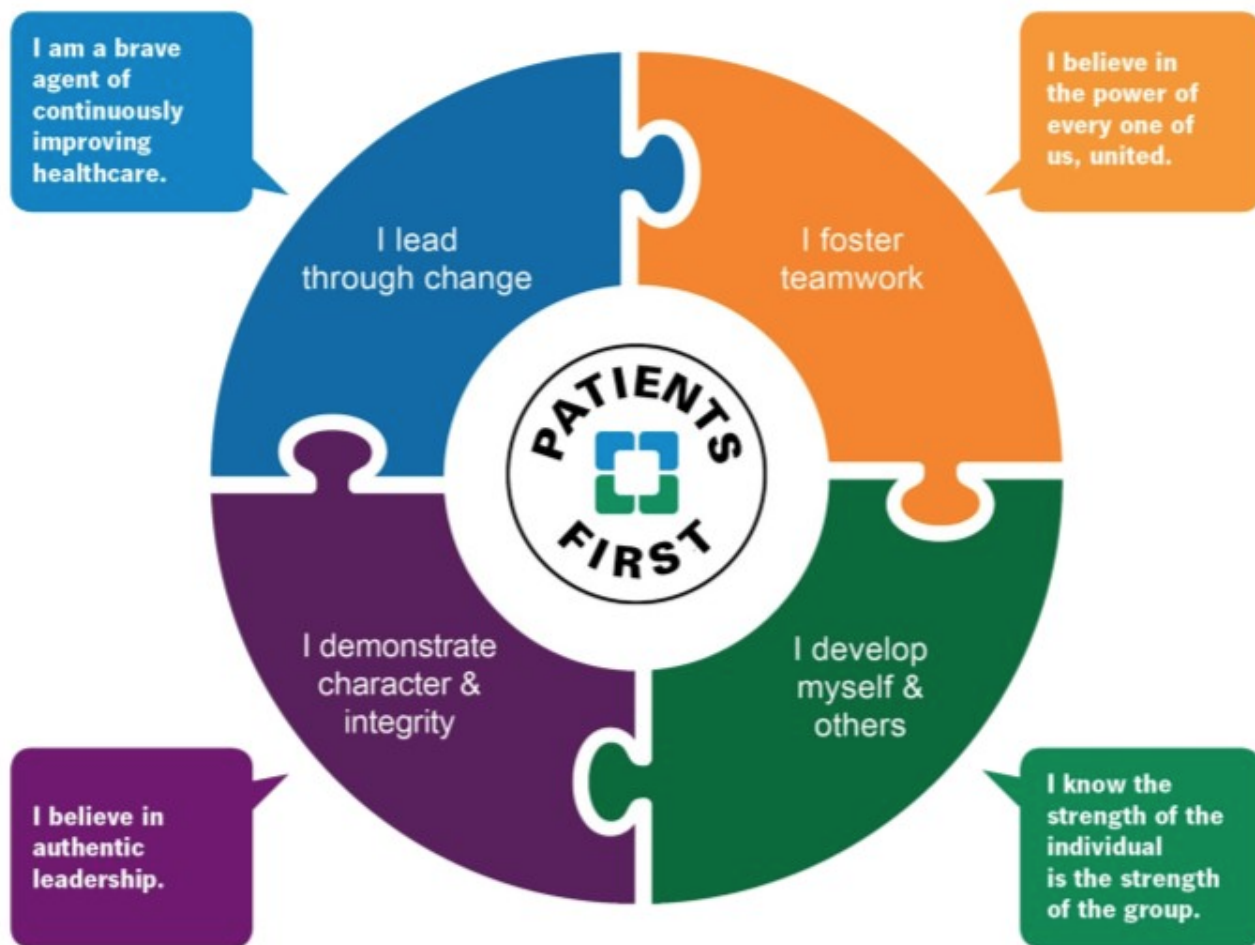 I am a brave
agent of
continuously
improving
healthcare.
I believe in
the power of
every one of
us, united.
I lead
through change
I foster
teamwork
PATIENTS
FIRST
I demonstrate
character &
integrity
I develop
myself &
others
I believe in
authentic
leadership.
I know the
strength of the
individual
is the strength
of the group.